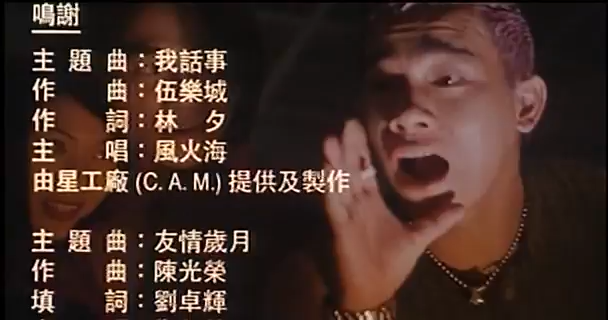 鳴謝
主題曲：我話事
作曲：伍樂城
作詞：林夕
主唱：風火海
由星工廠 (C. A. M.) 提供及製作
主題曲：友情歲月
作曲：陳光榮
填詞：劉卓輝